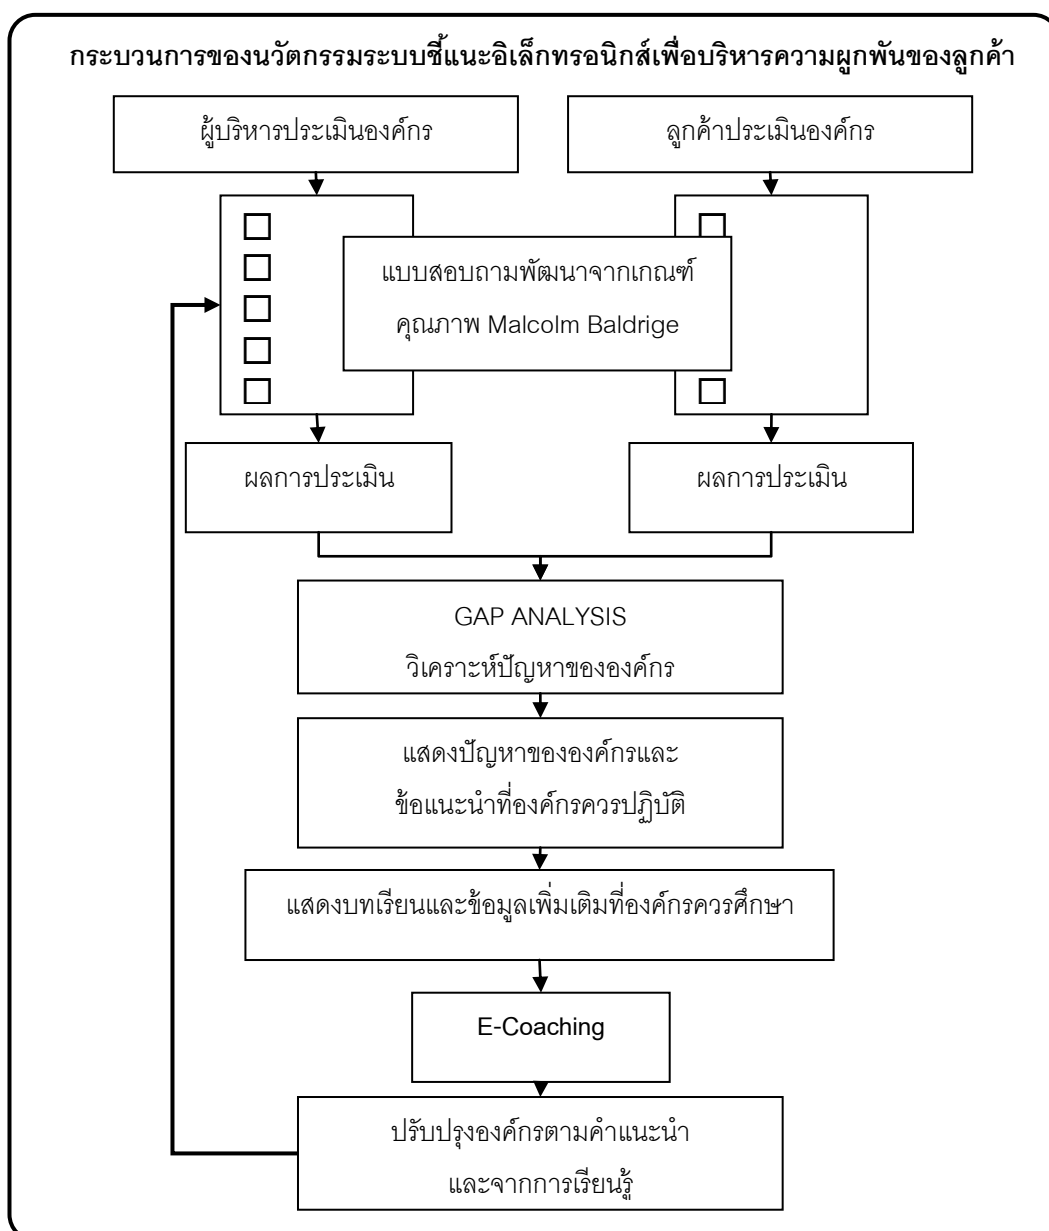 กระบวนการของนวัตกรรมระบบชี้แนะอิเล็กทรอนิกส์เพื่อบริหารความผูกพันของลูกค้า
ผู้บริหารประเมินองค์กร
ลูกค้าประเมินองค์กร
แบบสอบถามพัฒนาจากเกณฑ์
คุณภาพ Malcolm Baldrige
ผลการประเมิน
ผลการประเมิน
GAP ANALYSIS
วิเคราะห์ปัญหาขององค์กร
แสดงปัญหาขององค์กรและ
ข้อแนะนำที่องค์กรควรปฏิบัติ
แสดงบทเรียนและข้อมูลเพิ่มเติมที่องค์กรควรศึกษา
E-Coaching
ปรับปรุงองค์กรตามคำแนะนำ
และจากการเรียนรู้